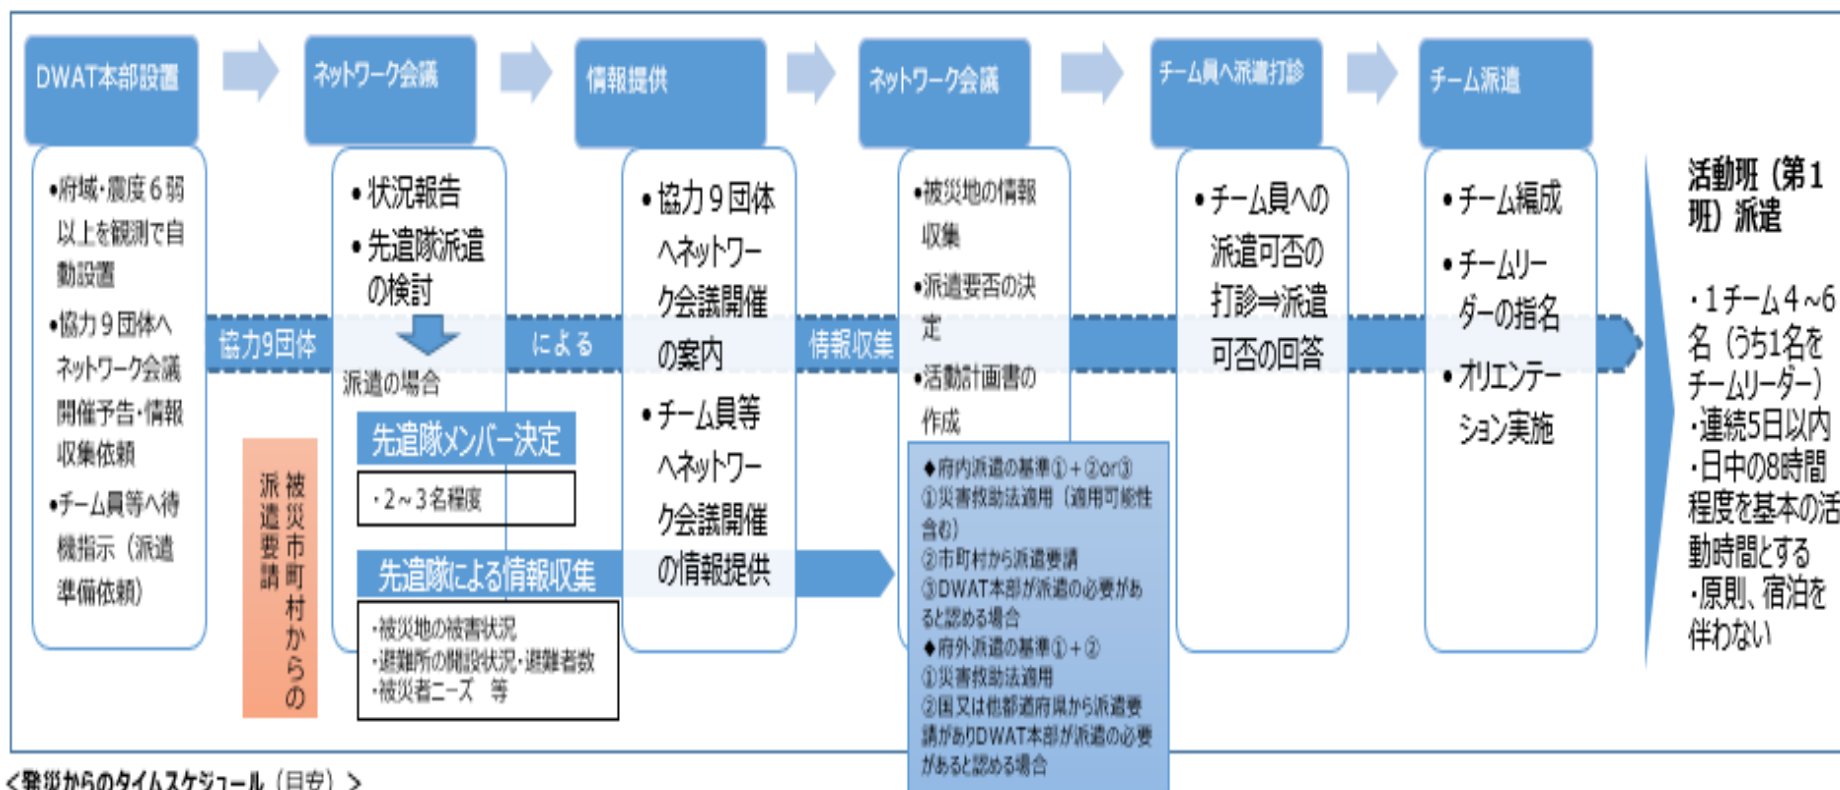 DWAT本部設置
•府域・震度６弱
以上を観測で自
動設置
•協力９団体へ
ネットワーク会議
開催予告・情報
収集依頼
•チーム員等へ待
機指示（派遣
準備依頼）
ネットワーク会議
• 状況報告
• 先遣隊派遣
の検討
派遣の場合
先遣隊メンバー決定
・２～３名程度
先遣隊による情報収集
・被災地の被害状況
・避難所の開設状況・避難者数
・被災者ニーズ　等
情報提供
• 協力９団体
へネットワー
ク会議開催
の案内
• チーム員等
へネットワー
ク会議開催
の情報提供
ネットワーク会議
•被災地の情報
収集
•派遣要否の決
定
•活動計画書の
作成
◆府内派遣の基準①＋②or③
①災害救助法適用（適用可能性
含む）
②市町村から派遣要請
③DWAT本部が派遣の必要があ
ると認める場合
◆府外派遣の基準①＋②
①災害救助法適用
②国又は他都道府県から派遣要
請がありDWAT本部が派遣の必要
があると認める場合
チーム員へ派遣打診
• チーム員への
派遣可否の
打診⇒派遣
可否の回答
チーム派遣
• チーム編成
• チームリー
ダーの指名
• オリエンテー
ション実施
協力9団体
による
情報収集
被災市町村からの
派遣要請
活動班（第１
班）派遣
・１チーム４～6
名（うち1名を
チームリーダー）
・連続5日以内
・日中の8時間
程度を基本の活
動時間とする
・原則、宿泊を
伴わない
＜発災からのタイムスケジュール（目安）＞